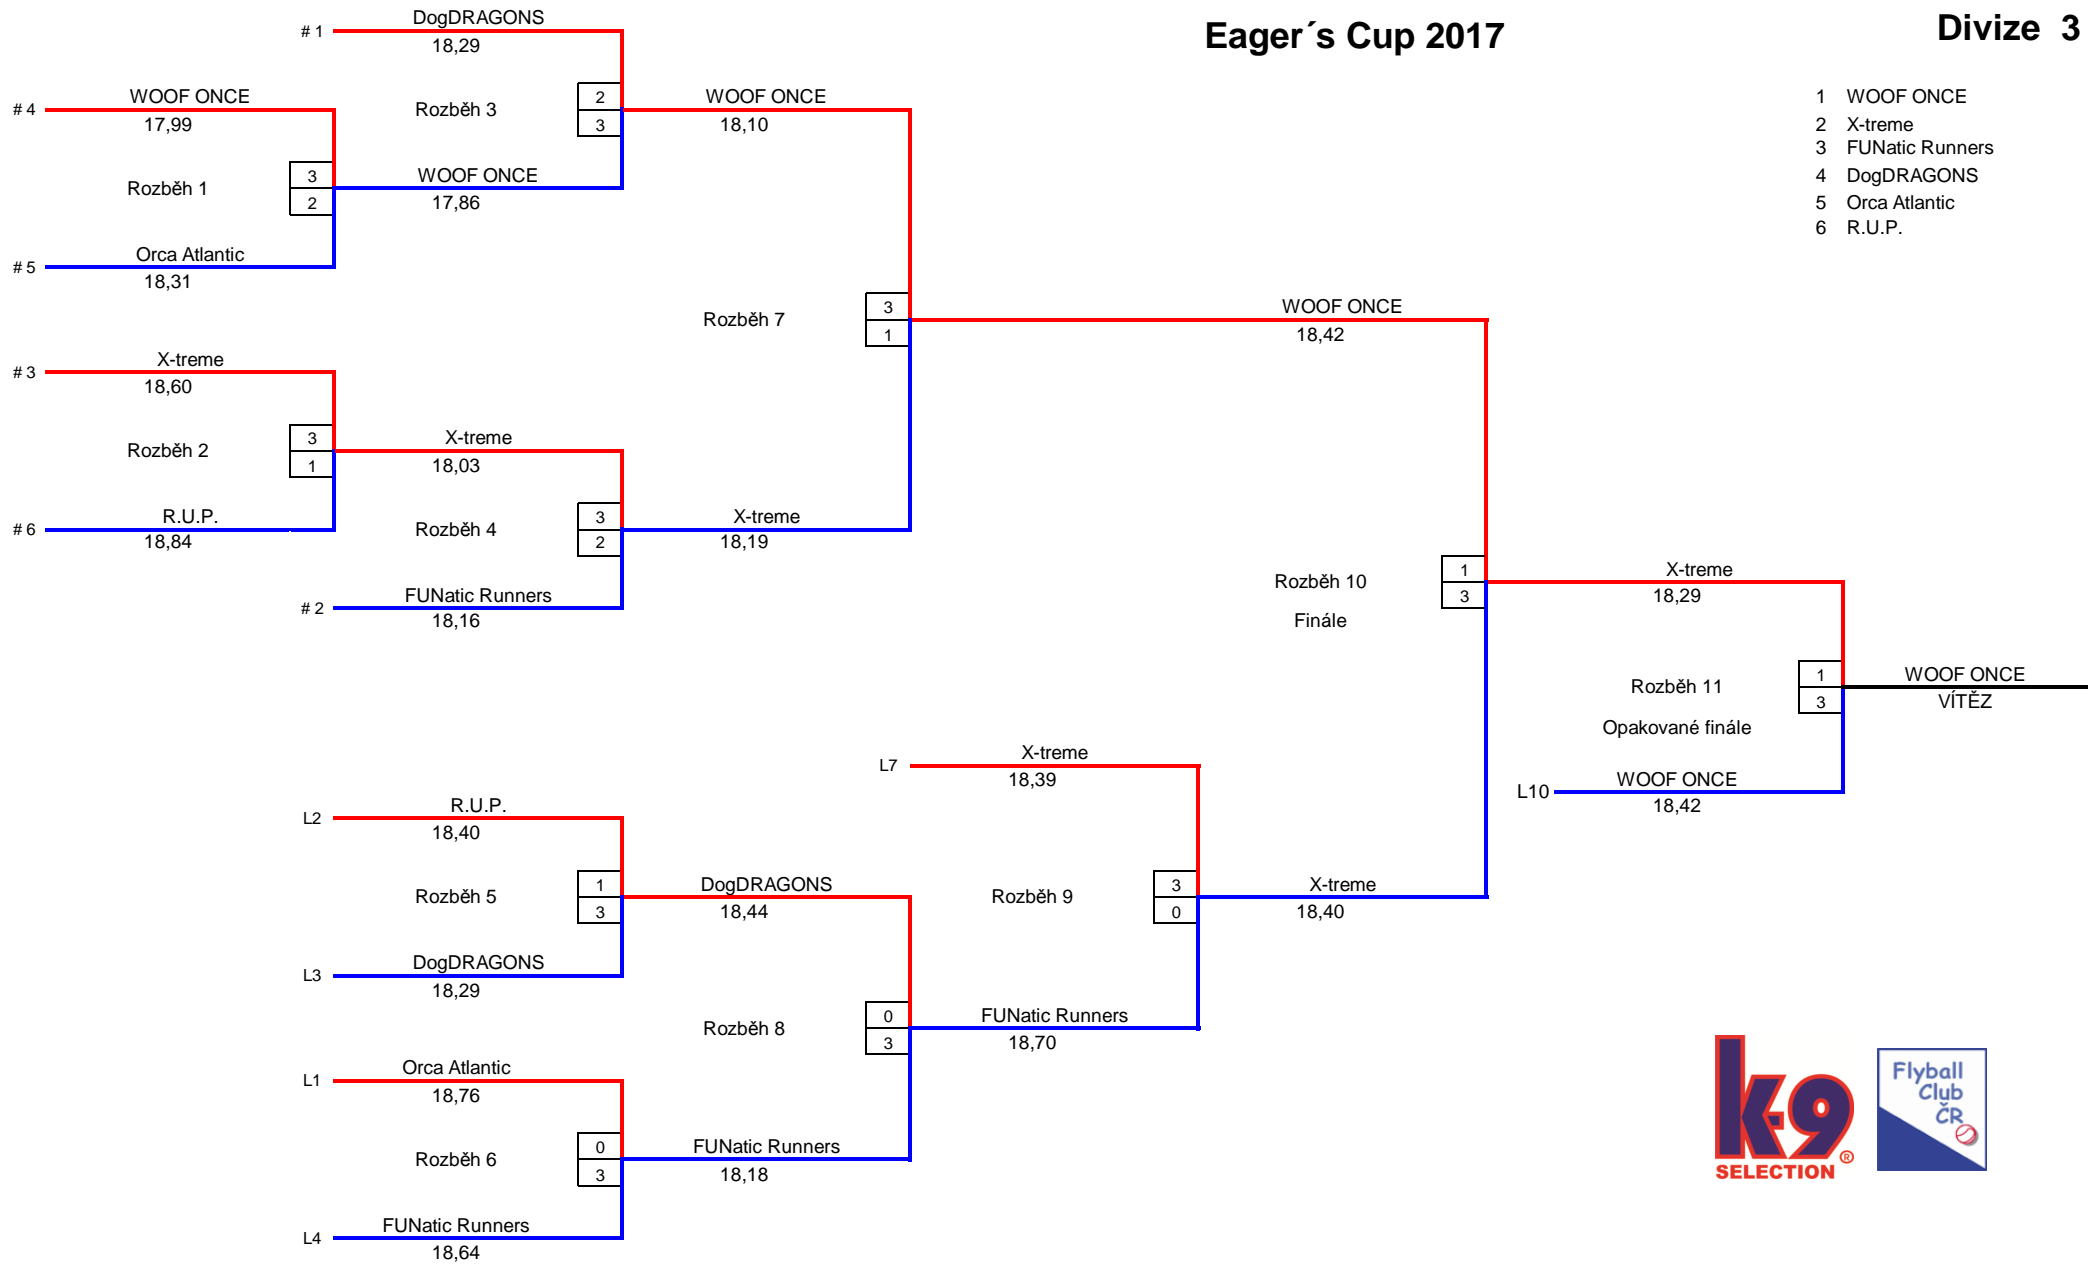 Eager´s Cup 2017
Divize 3
1 WOOF ONCE
2 X-treme
3 FUNatic Runners
4 DogDRAGONS
5 Orca Atlantic
6 R.U.P.
# 1
DogDRAGONS
18,29
# 4
WOOF ONCE
17,99
Rozběh 3
2
3
WOOF ONCE
18,10
Rozběh 1
3
2
WOOF ONCE
17,86
# 5
Orca Atlantic
18,31
Rozběh 7
3
1
WOOF ONCE
18,42
# 3
X-treme
18,60
Rozběh 2
3
1
X-treme
18,03
# 6
R.U.P.
18,84
Rozběh 4
3
2
X-treme
18,19
# 2
FUNatic Runners
18,16
Rozběh 10
Finále
1
3
X-treme
18,29
Rozběh 11
Opakované finále
1
3
WOOF ONCE
VÍTĚZ
L10
WOOF ONCE
18,42
L7
X-treme
18,39
L2
R.U.P.
18,40
Rozběh 5
1
3
DogDRAGONS
18,44
Rozběh 9
3
0
X-treme
18,40
L3
DogDRAGONS
18,29
Rozběh 8
0
3
FUNatic Runners
18,70
L1
Orca Atlantic
18,76
Rozběh 6
0
3
FUNatic Runners
18,18
L4
FUNatic Runners
18,64
k-9
SELECTION ®
Flyball
Club
ČR